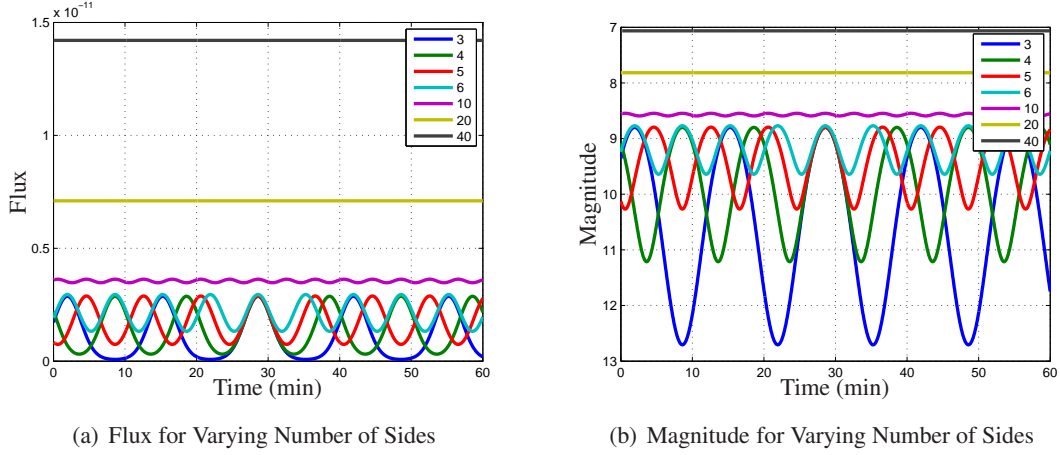 x 10⁻¹¹
1.5
1
0.5
0
Flux
0 10 20 30 40 50 60
Time (min)
3
4
5
6
10
20
40
(a) Flux for Varying Number of Sides
7
8
9
10
11
12
13
Magnitude
0 10 20 30 40 50 60
Time (min)
3
4
5
6
10
20
40
(b) Magnitude for Varying Number of Sides